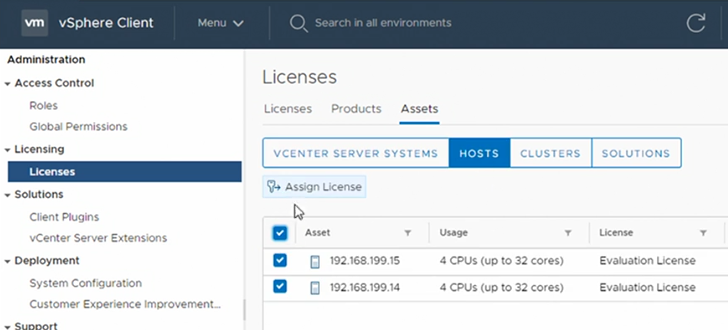 vm vSphere Client Menu Search in all environments
Administration
Access Control
Roles
Global Permissions
Licensing
Licenses
Solutions
Client Plugins
vCenter Server Extensions
Deployment
System Configuration
Customer Experience Improvement...
Support
Licenses
Licenses Products Assets
VCENTER SERVER SYSTEMS HOSTS CLUSTERS SOLUTIONS
Assign License
Asset Usage License
192.168.199.15 4 CPUs (up to 32 cores) Evaluation License
192.168.199.14 4 CPUs (up to 32 cores) Evaluation License